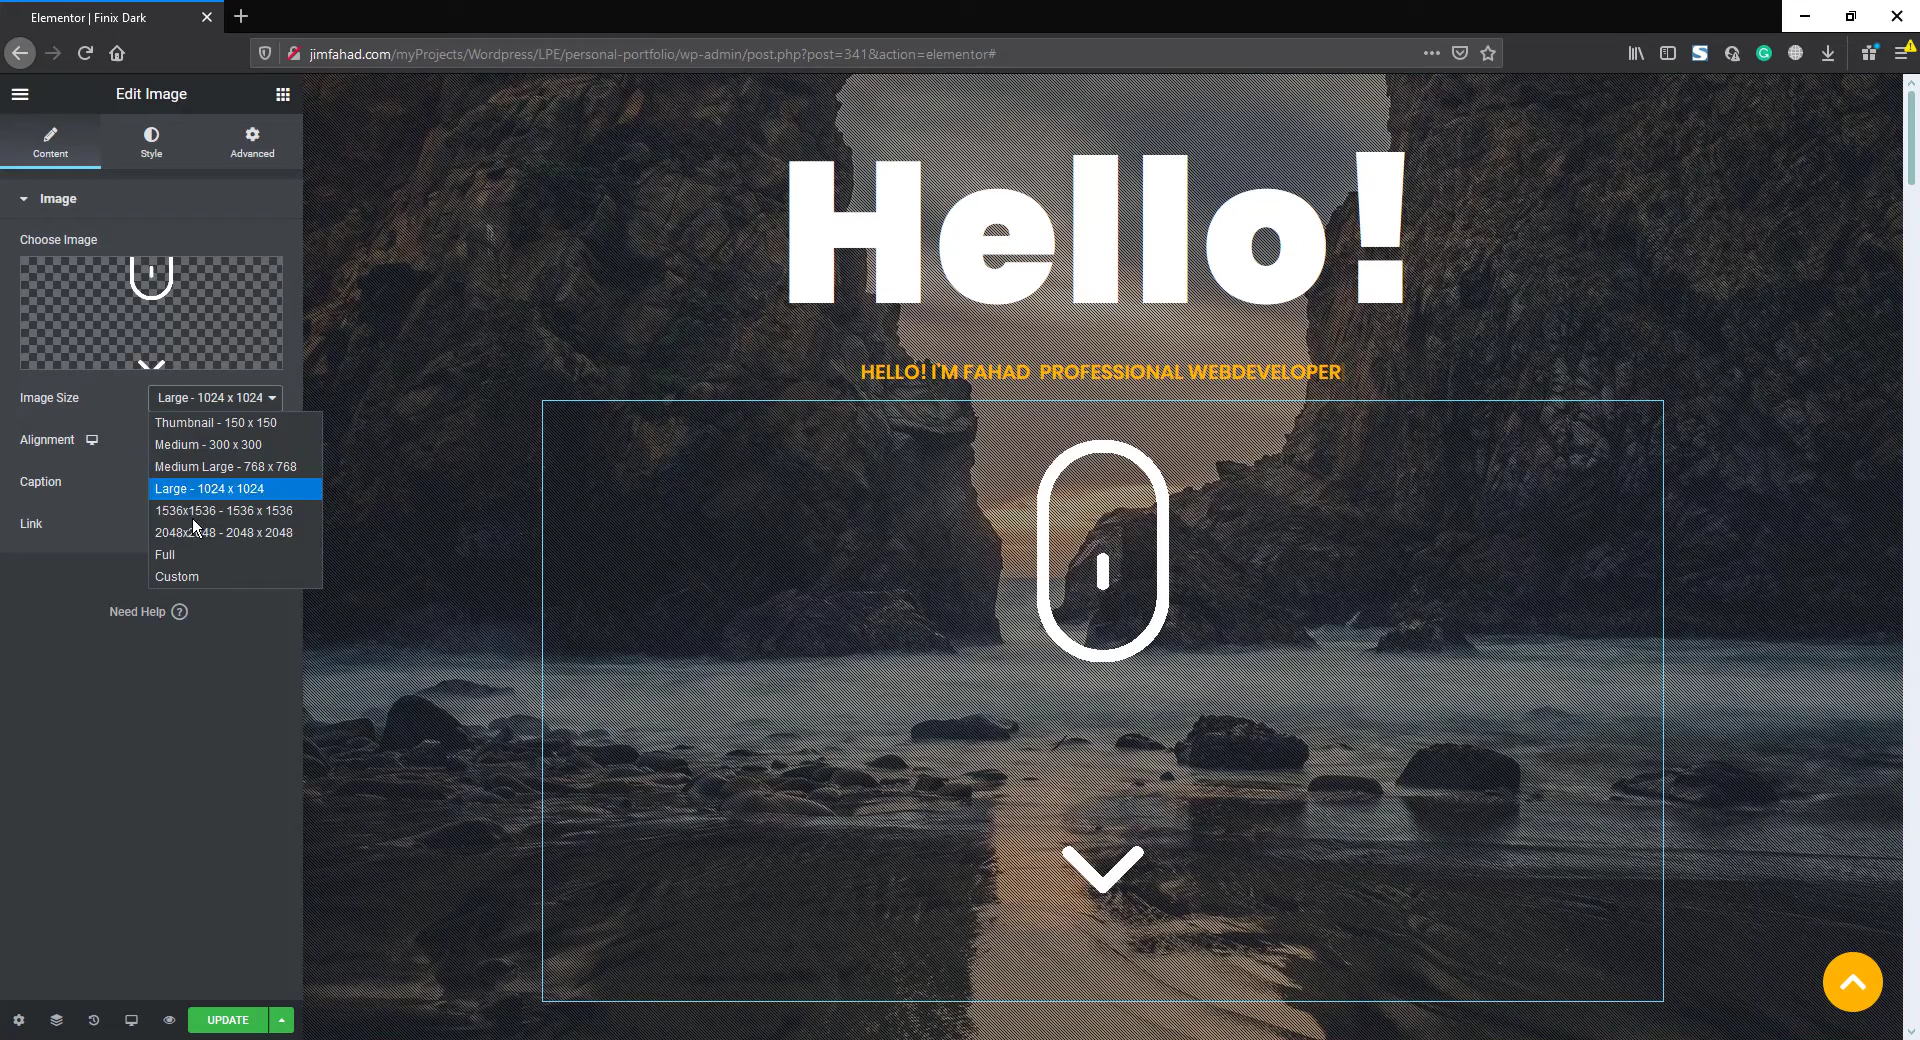 Elementor | Finix Dark
jimfahad.com/myProjects/Wordpress/LPE/personal-portfolio/wp-admin/post.php?post=341&action=elementor#
Edit Image
Content
Style
Advanced
Image
Choose Image
Image Size
Large - 1024 x 1024
Thumbnail - 150 x 150
Medium - 300 x 300
Alignment
Medium Large - 768 x 768
Caption
Large - 1024 x 1024
1536x1536 - 1536 x 1536
Link
2048x2048 - 2048 x 2048
Full
Custom
Need Help ?
UPDATE
Hello!
HELLO! I'M FAHAD PROFESSIONAL WEBDEVELOPER